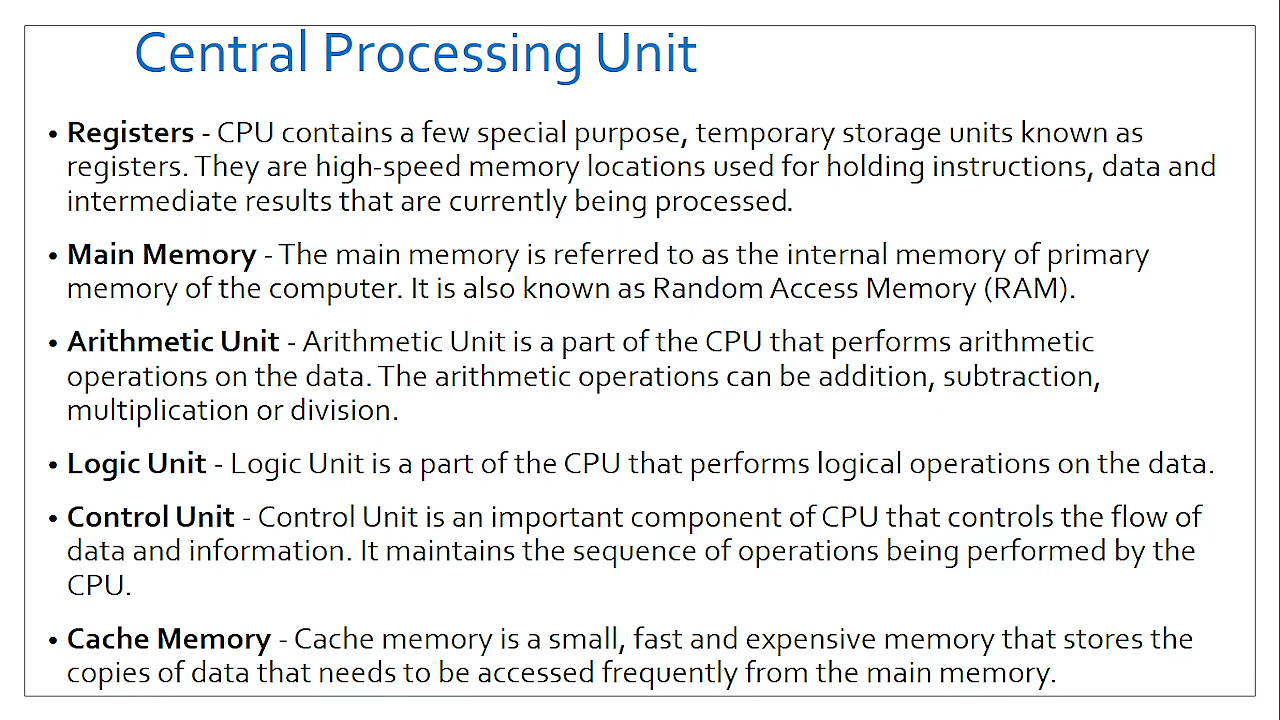 Central Processing Unit
• Registers - CPU contains a few special purpose, temporary storage units known as
registers. They are high-speed memory locations used for holding instructions, data and
intermediate results that are currently being processed.
• Main Memory - The main memory is referred to as the internal memory of primary
memory of the computer. It is also known as Random Access Memory (RAM).
• Arithmetic Unit - Arithmetic Unit is a part of the CPU that performs arithmetic
operations on the data. The arithmetic operations can be addition, subtraction,
multiplication or division.
• Logic Unit - Logic Unit is a part of the CPU that performs logical operations on the data.
• Control Unit - Control Unit is an important component of CPU that controls the flow of
data and information. It maintains the sequence of operations being performed by the
CPU.
• Cache Memory - Cache memory is a small, fast and expensive memory that stores the
copies of data that needs to be accessed frequently from the main memory.